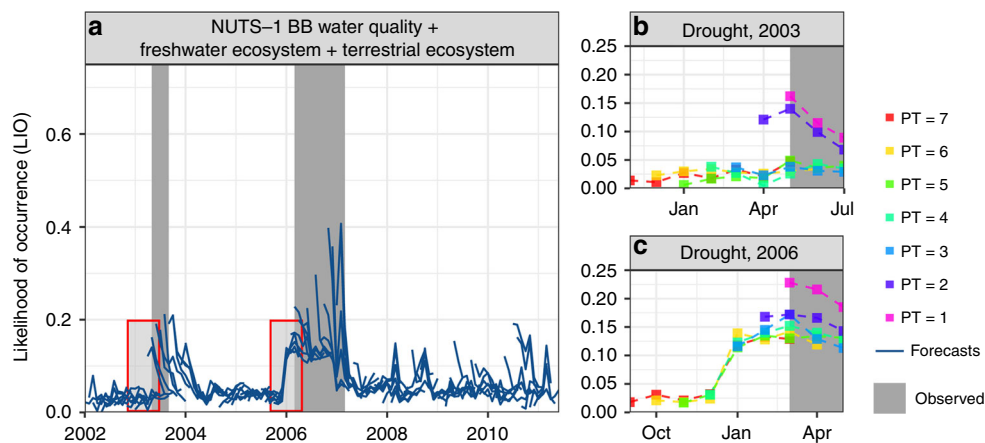 a
NUTS–1 BB water quality +
freshwater ecosystem + terrestrial ecosystem
Likelihood of occurrence (LIO)
0.6
0.4
0.2
0.0
2002
2004
2006
2008
2010
b
Drought, 2003
0.25
0.20
0.15
0.10
0.05
0.00
Jan
Apr
Jul
c
Drought, 2006
0.25
0.20
0.15
0.10
0.05
0.00
Oct
Jan
Apr
PT = 7
PT = 6
PT = 5
PT = 4
PT = 3
PT = 2
PT = 1
Forecasts
Observed